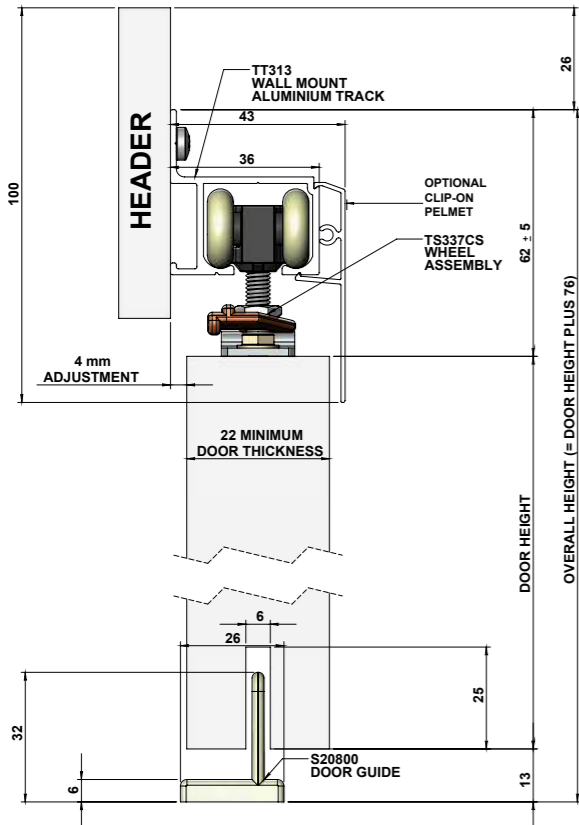 26
TT313
WALL MOUNT
ALUMINIUM TRACK
43
HEADER
36
100
OPTIONAL
CLIP-ON
PELMET
TS337CS
WHEEL
ASSEMBLY
62 ± 5
4 mm
ADJUSTMENT
22 MINIMUM
DOOR THICKNESS
DOOR HEIGHT
OVERALL HEIGHT (= DOOR HEIGHT PLUS 76)
6
26
25
32
S20800
DOOR GUIDE
6
13